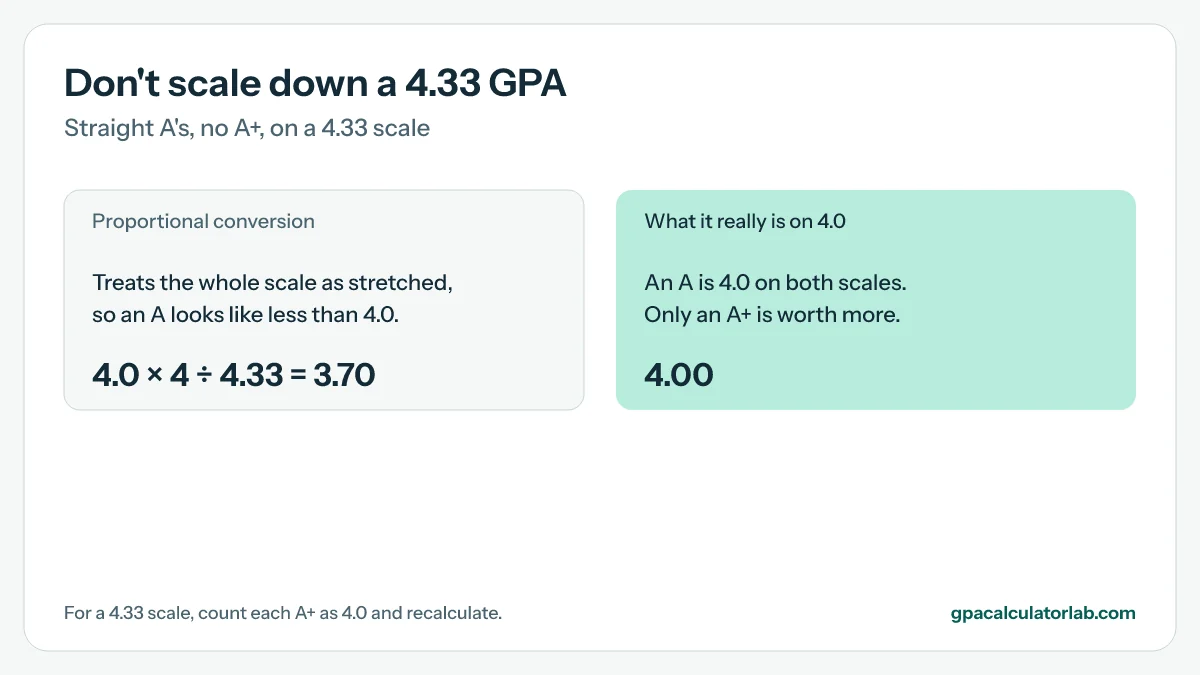 Don't scale down a 4.33 GPA
Straight A's, no A+, on a 4.33 scale
Proportional conversion
Treats the whole scale as stretched,
so an A looks like less than 4.0.
4.0 × 4 ÷ 4.33 = 3.70
What it really is on 4.0
An A is 4.0 on both scales.
Only an A+ is worth more.
4.00
For a 4.33 scale, count each A+ as 4.0 and recalculate.
gpacalculatorlab.com